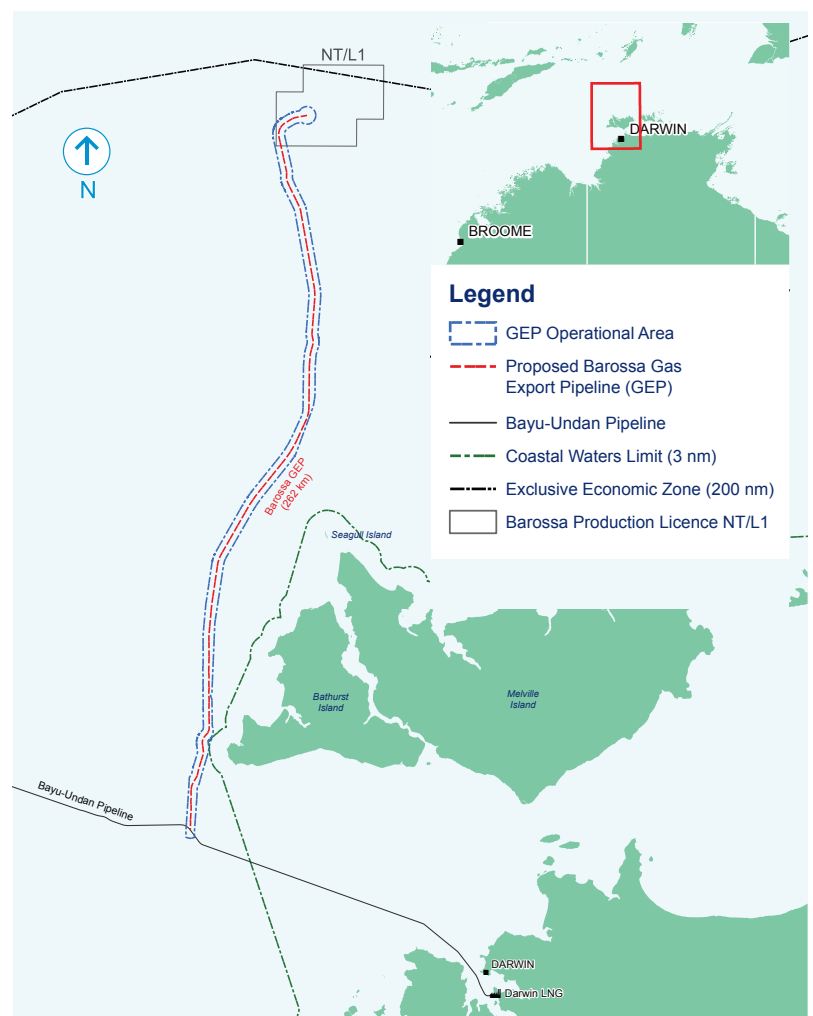 NT/L1
N
DARWIN
BROOME
Legend
GEP Operational Area
Proposed Barossa Gas
Export Pipeline (GEP)
Bayu-Undan Pipeline
Coastal Waters Limit (3 nm)
Exclusive Economic Zone (200 nm)
Barossa Production Licence NT/L1
Barossa GEP
(262 km)
Seagull Island
Bathurst
Island
Melville
Island
Bayu-Undan Pipeline
DARWIN
Darwin LNG